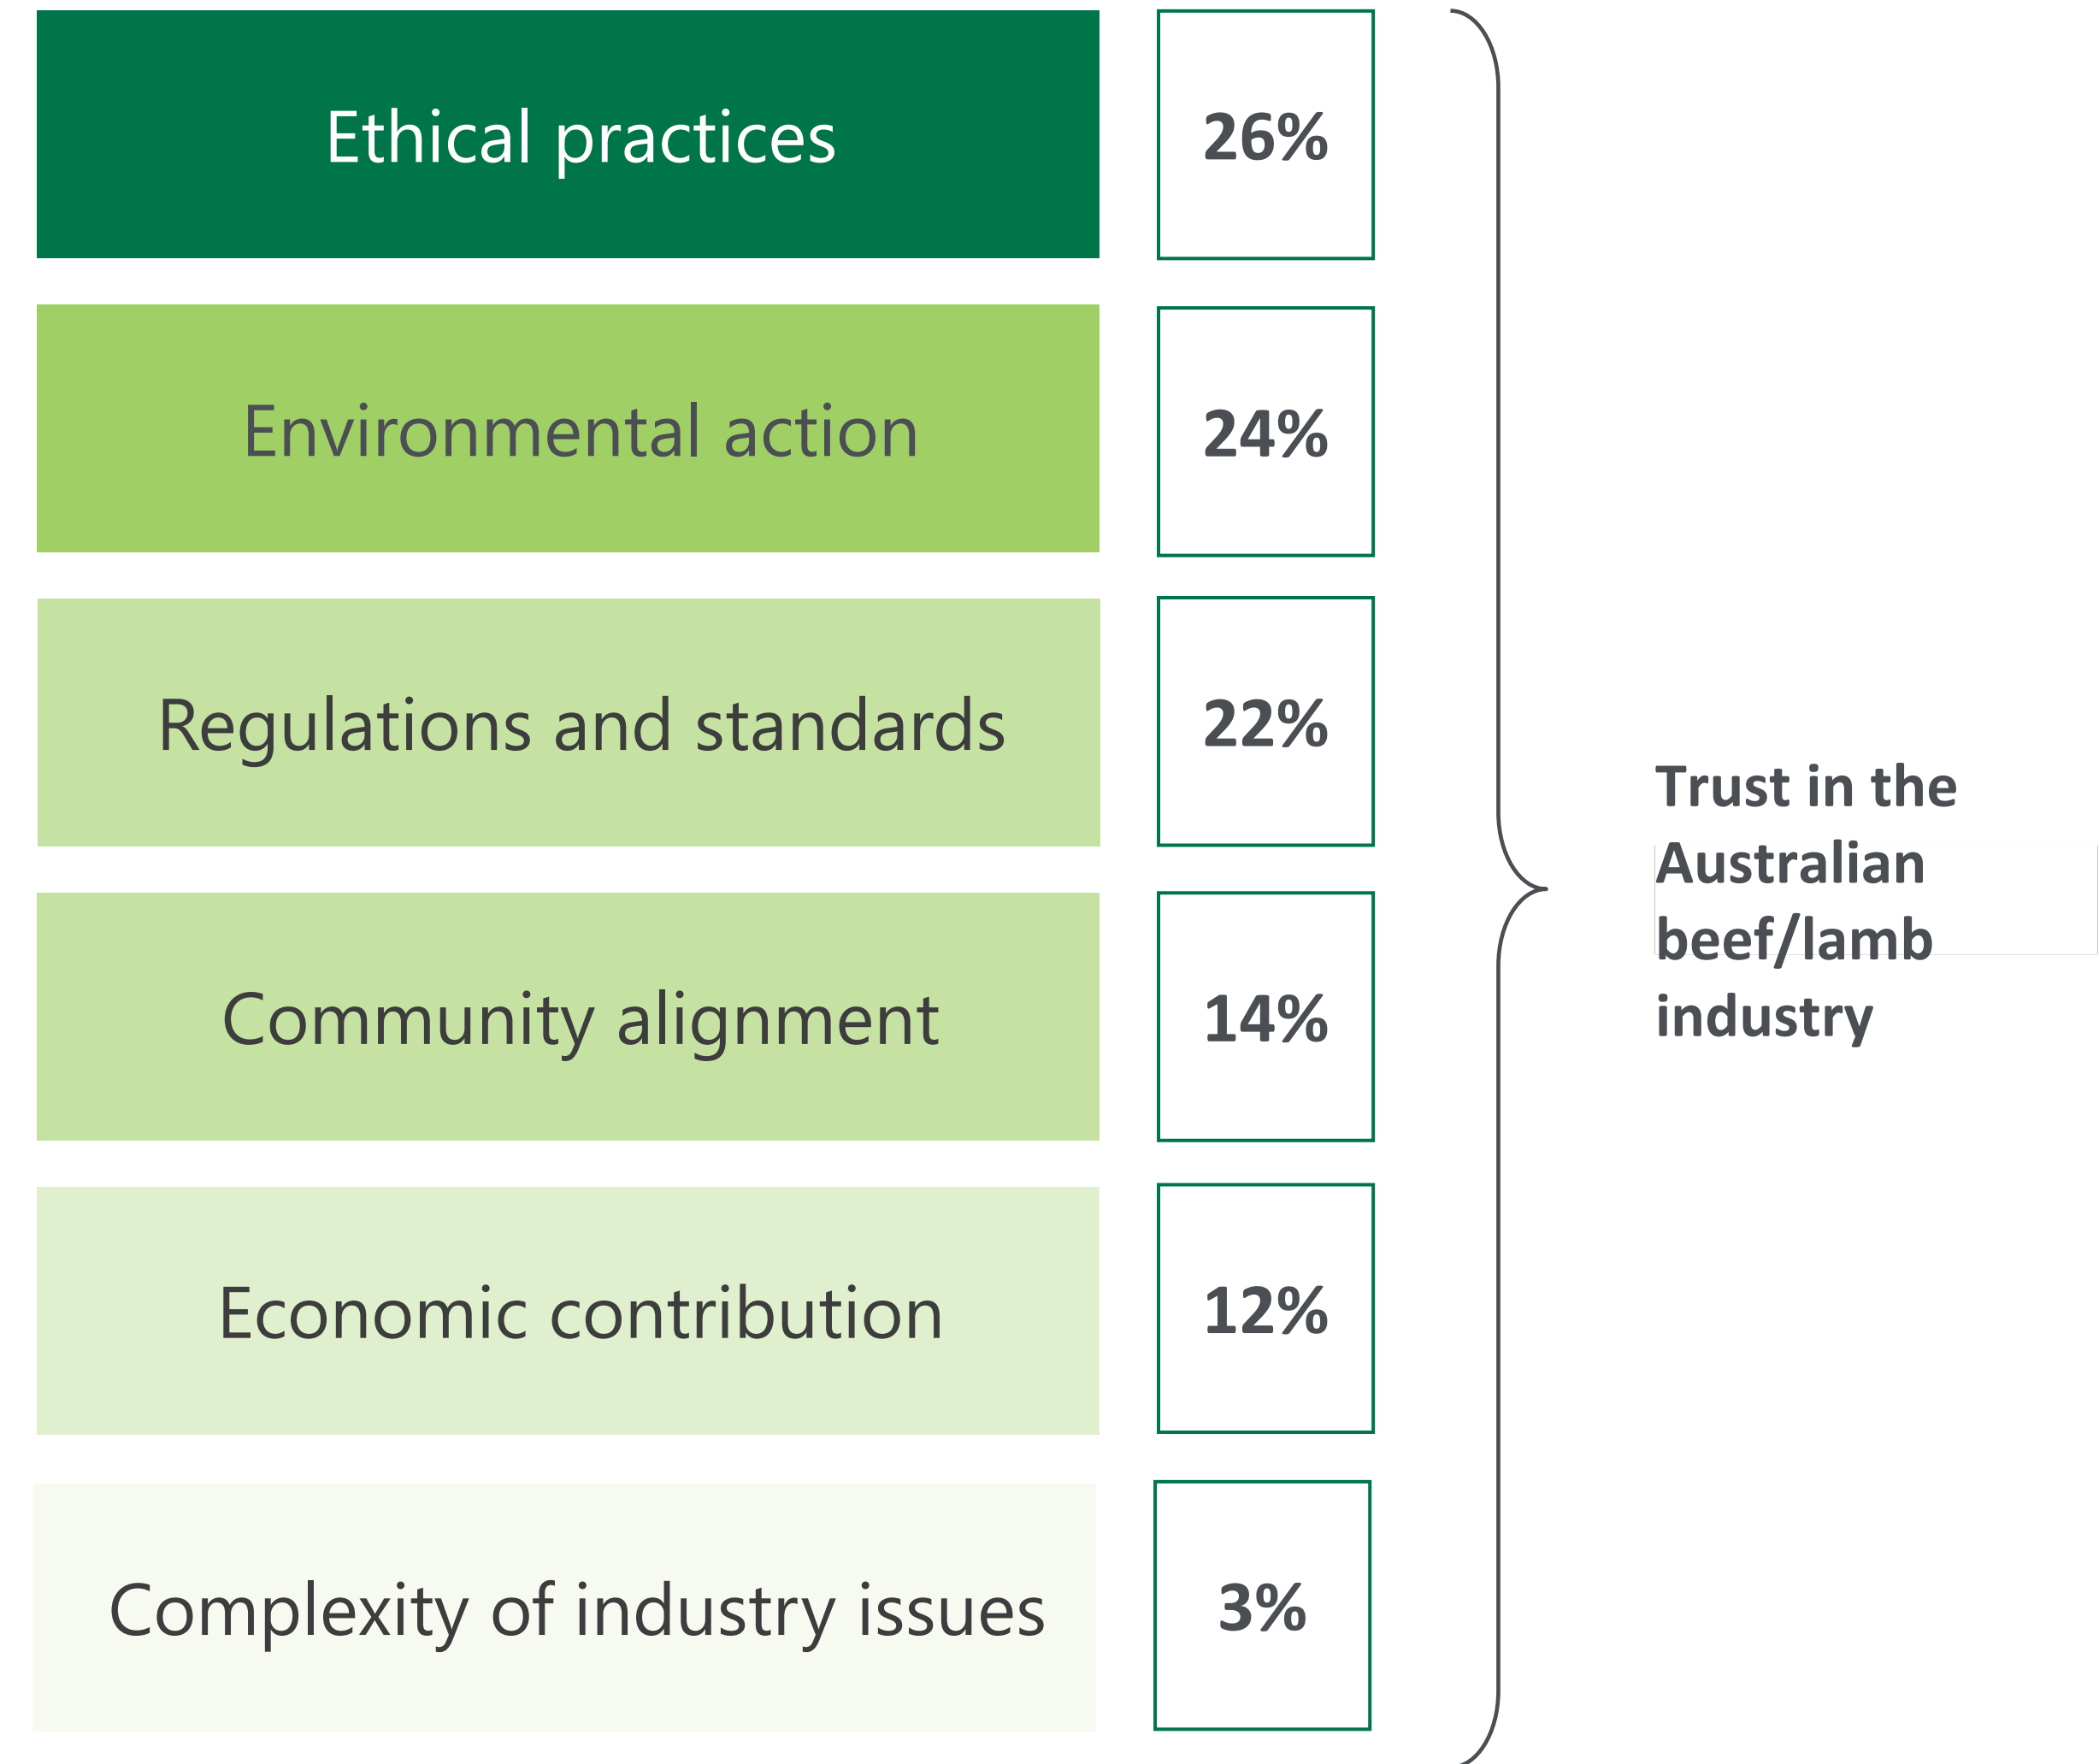 Ethical practices
26%
Environmental action
24%
Regulations and standards
22%
Community alignment
14%
Economic contribution
12%
Complexity of industry issues
3%
Trust in the
Australian
beef/lamb
industry